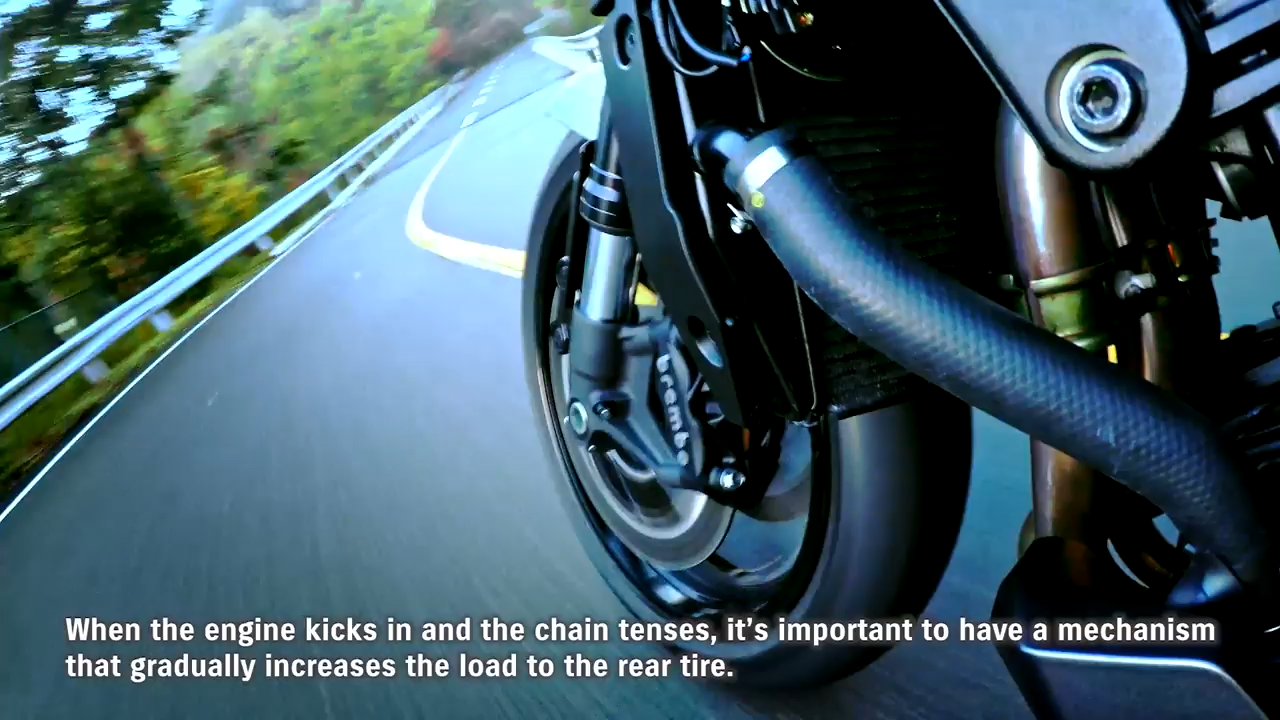 brembo
When the engine kicks in and the chain tenses, it's important to have a mechanism
that gradually increases the load to the rear tire.